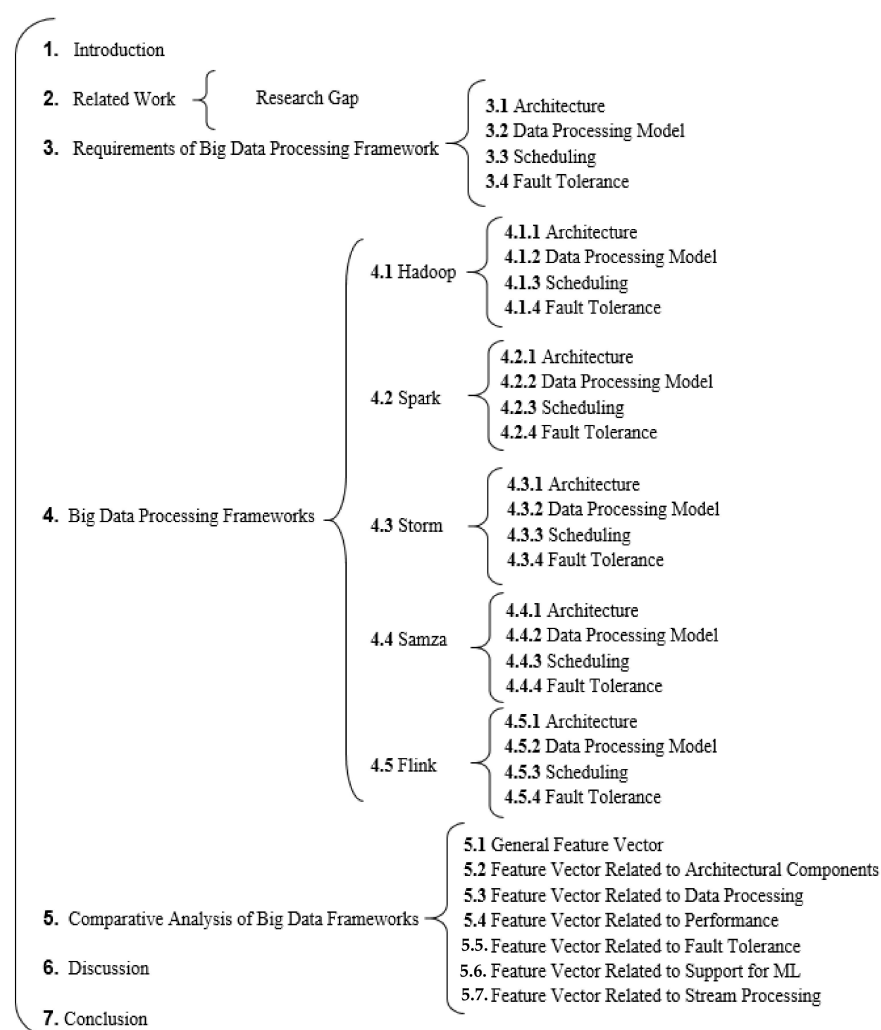 1. Introduction
2. Related Work
Research Gap
3. Requirements of Big Data Processing Framework
3.1 Architecture
3.2 Data Processing Model
3.3 Scheduling
3.4 Fault Tolerance
4. Big Data Processing Frameworks
4.1 Hadoop
4.1.1 Architecture
4.1.2 Data Processing Model
4.1.3 Scheduling
4.1.4 Fault Tolerance
4.2 Spark
4.2.1 Architecture
4.2.2 Data Processing Model
4.2.3 Scheduling
4.2.4 Fault Tolerance
4.3 Storm
4.3.1 Architecture
4.3.2 Data Processing Model
4.3.3 Scheduling
4.3.4 Fault Tolerance
4.4 Samza
4.4.1 Architecture
4.4.2 Data Processing Model
4.4.3 Scheduling
4.4.4 Fault Tolerance
4.5 Flink
4.5.1 Architecture
4.5.2 Data Processing Model
4.5.3 Scheduling
4.5.4 Fault Tolerance
5. Comparative Analysis of Big Data Frameworks
5.1 General Feature Vector
5.2 Feature Vector Related to Architectural Components
5.3 Feature Vector Related to Data Processing
5.4 Feature Vector Related to Performance
5.5. Feature Vector Related to Fault Tolerance
5.6. Feature Vector Related to Support for ML
5.7. Feature Vector Related to Stream Processing
6. Discussion
7. Conclusion